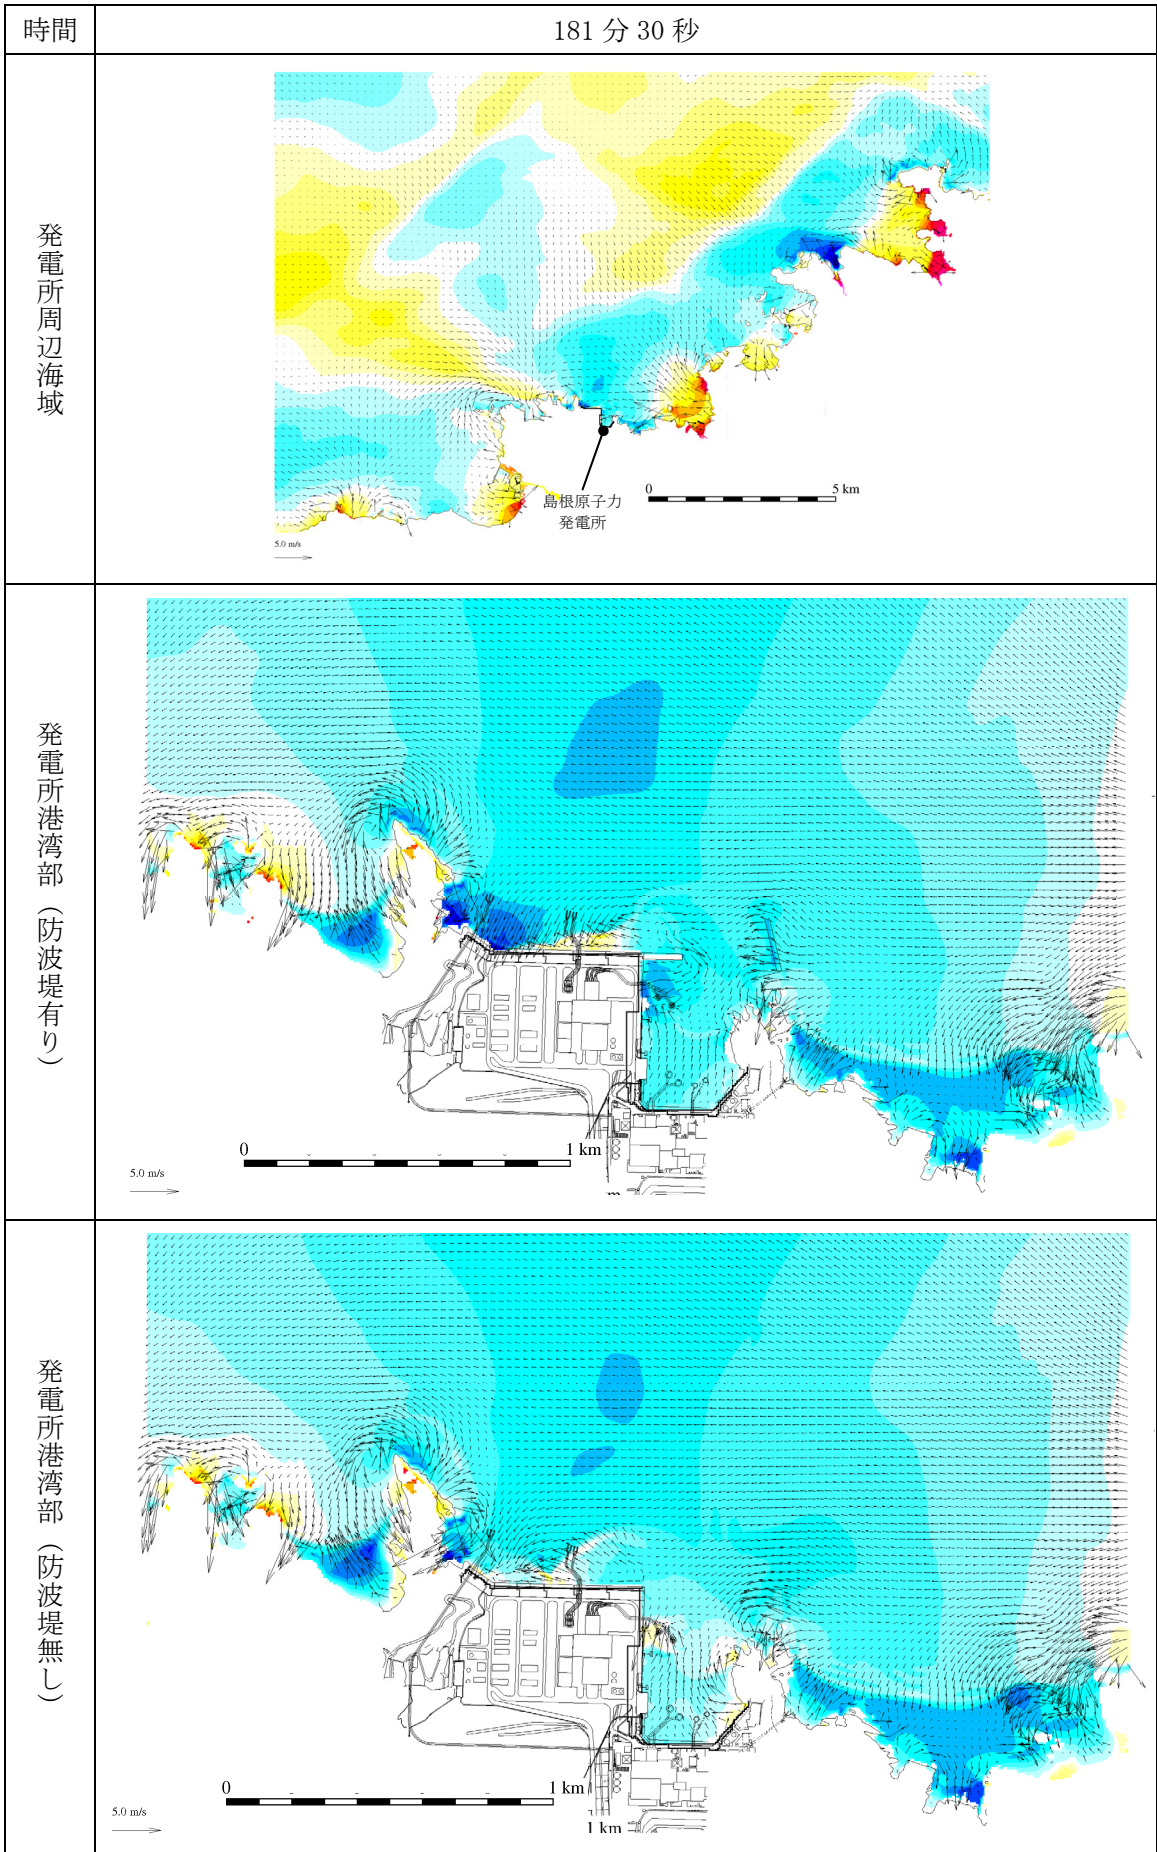 時間
181 分 30 秒
発電所周辺海域
島根原子力
発電所
0
5 km
5.0 m/s
発電所港湾部（防波堤有り）
0
1 km
5.0 m/s
発電所港湾部（防波堤無し）
0
1 km
5.0 m/s
1 km